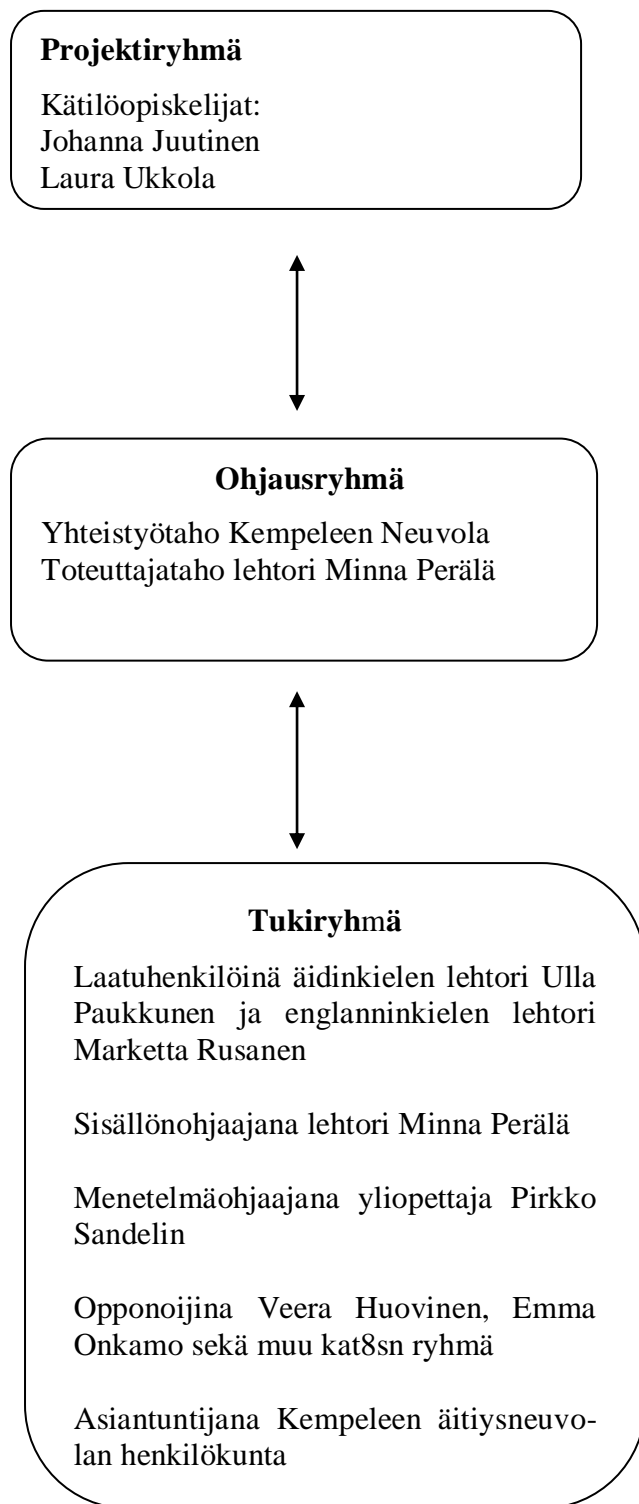 Projektiryhmä
Kätilöopiskelijat:
Johanna Juutinen
Laura Ukkola
Ohjausryhmä
Yhteistyötaho Kempeleen Neuvola
Toteuttajataho lehtori Minna Perälä
Tukiryhmä
Laatuhenkilöinä äidinkielen lehtori Ulla
Paukkunen ja englanninkielen lehtori
Marketta Rusanen
Sisällönohjaajana lehtori Minna Perälä
Menetelmäohjaajana yliopettaja Pirkko
Sandelin
Opponoijina Veera Huovinen, Emma
Onkamo sekä muu kat8sn ryhmä
Asiantuntijana Kempeleen äitiysneuvo-
lan henkilökunta